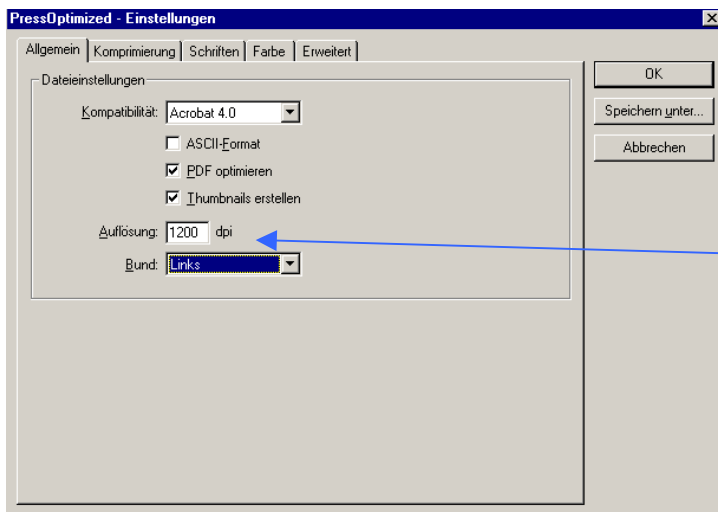 PressOptimized - Einstellungen
Allgemein Komprimierung Schriften Farbe Erweitert
Dateieinstellungen
Kompatibilität: Acrobat 4.0
ASCII-Format
PDF optimieren
Thumbnails erstellen
Auflösung: 1200 dpi
Bund: Links
OK
Speichern unter...
Abbrechen